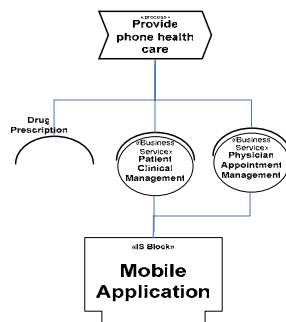 «process»
Provide
phone health
care
Drug
Prescription
«Business
Service»
Patient
Clinical
Management
«Business
Service»
Physician
Appointment
Management
«IS Block»
Mobile
Application